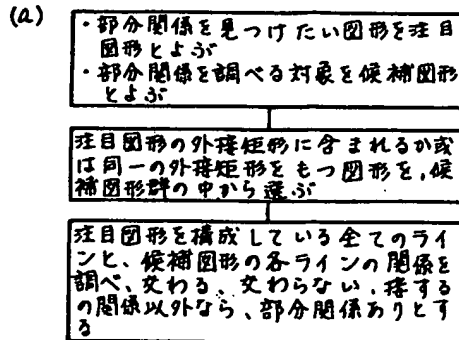 (a)
・部分関係を見つけたい図形を注目
図形とよぶ
・部分関係を調べる対象を候補図形
とよぶ
注目図形の外接矩形に含まれるか或
は同一の外接矩形をもつ図形を、候
補図形群の中から選ぶ
注目図形を構成している全てのライ
ンと、候補図形の各ラインの関係を
調べ、交わる、交わらない、接する
の関係以外なら、部分関係ありとす
る